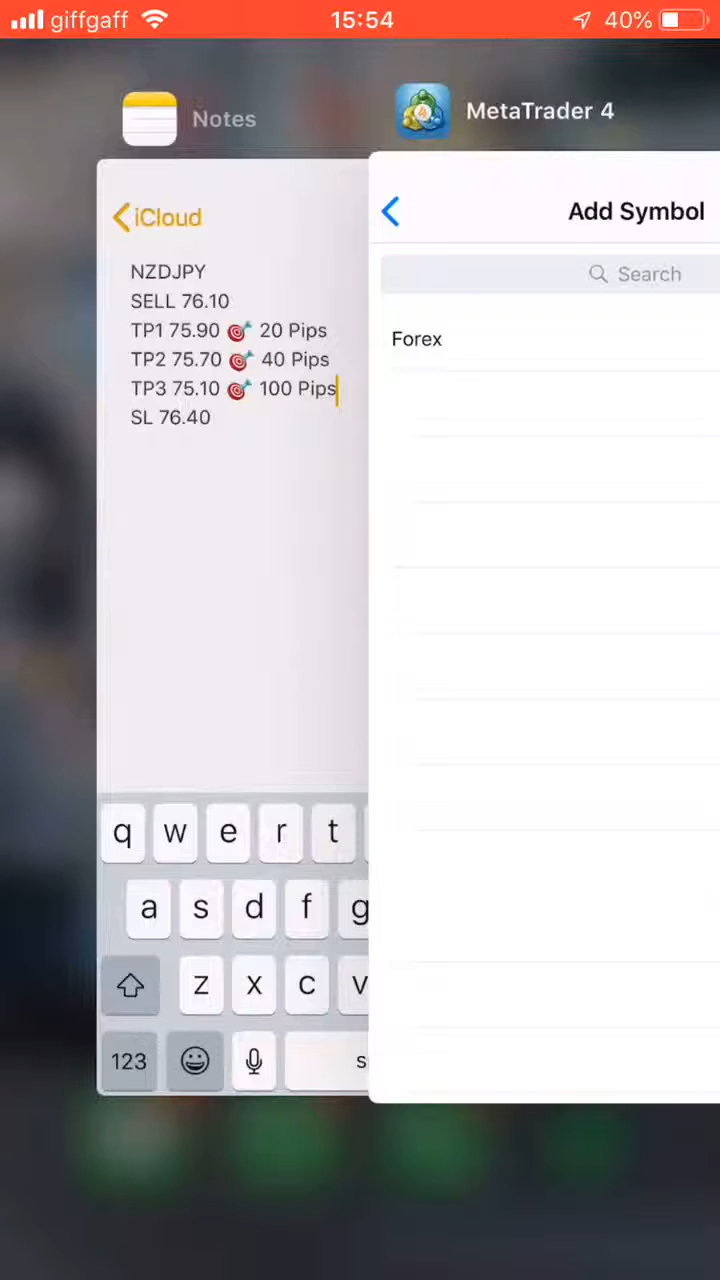 giffgaff 15:54 40%
Notes
MetaTrader 4
iCloud
NZDJPY
SELL 76.10
TP1 75.90 🎯 20 Pips
TP2 75.70 🎯 40 Pips
TP3 75.10 🎯 100 Pips
SL 76.40
Add Symbol
Search
Forex
q w e r t
a s d f g
z x c v
123 s